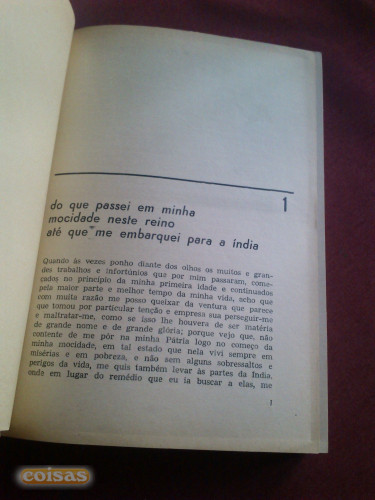 1
do que passei em minha
mocidade neste reino
até que me embarquei para a índia
Quando às vezes ponho diante dos olhos os muitos e gran-
des trabalhos e infortúnios que por mim passaram, come-
çados no princípio da minha primeira idade e continuados
pela maior parte e melhor tempo da minha vida, acho que
com muita razão me posso queixar da ventura que parece
que tomou por particular tenção e empresa sua perseguir-me
e maltratar-me, como se isso lhe houvera de ser matéria
de grande nome e de grande glória; porque vejo que, não
contente de me pôr na minha Pátria logo no começo da
minha mocidade, em tal estado que nela vivi sempre em
misérias e em pobreza, e não sem alguns sobressaltos e
perigos da vida, me quis também levar às partes da Índia,
onde em lugar do remédio que eu ia buscar a elas, me
1
coisas